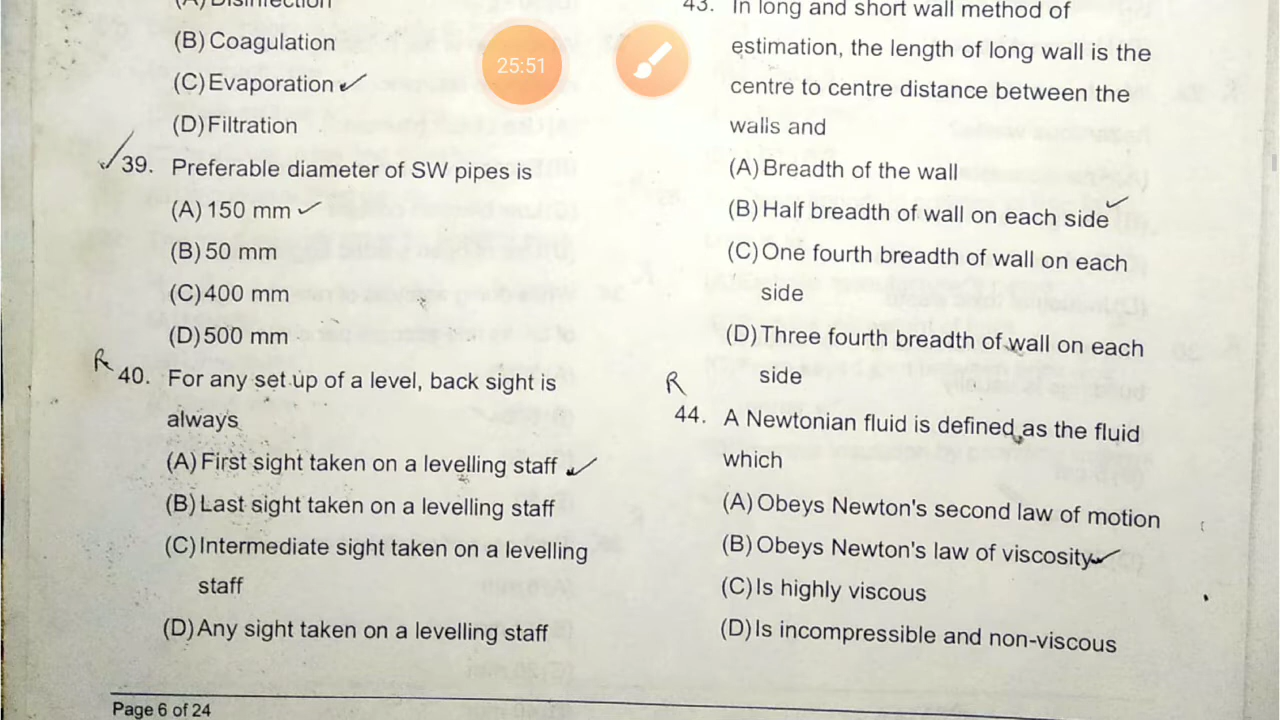 (A) Disinfection
(B) Coagulation
(C) Evaporation
(D) Filtration
39. Preferable diameter of SW pipes is
(A) 150 mm
(B) 50 mm
(C) 400 mm
(D) 500 mm
R
40. For any set up of a level, back sight is
always
(A) First sight taken on a levelling staff
(B) Last sight taken on a levelling staff
(C) Intermediate sight taken on a levelling
staff
(D) Any sight taken on a levelling staff
Page 6 of 24
25:51
43. In long and short wall method of
estimation, the length of long wall is the
centre to centre distance between the
walls and
(A) Breadth of the wall
(B) Half breadth of wall on each side
(C) One fourth breadth of wall on each
side
(D) Three fourth breadth of wall on each
side
R
44. A Newtonian fluid is defined as the fluid
which
(A) Obeys Newton's second law of motion
(B) Obeys Newton's law of viscosity
(C) Is highly viscous
(D) Is incompressible and non-viscous